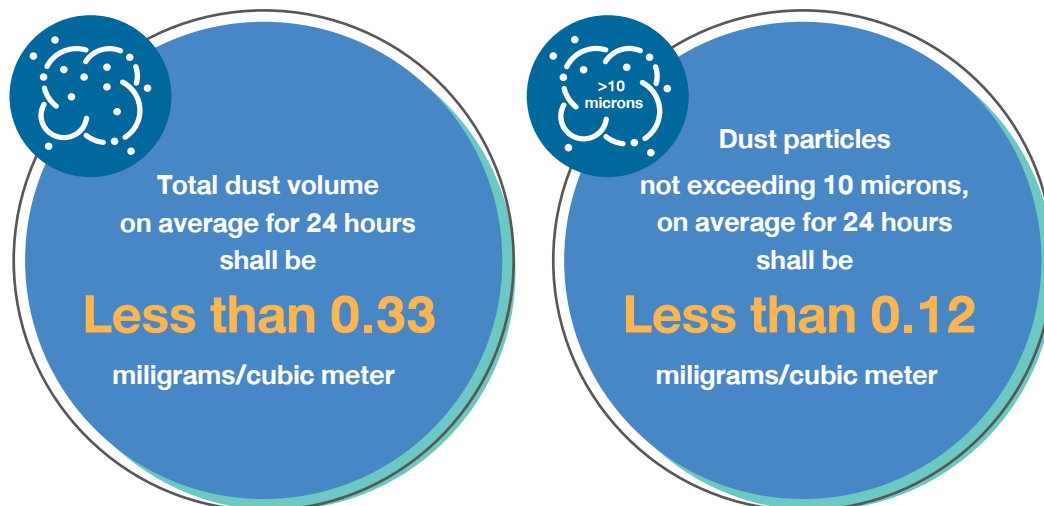 Total dust volume
on average for 24 hours
shall be
Less than 0.33
miligrams/cubic meter
>10
microns
Dust particles
not exceeding 10 microns,
on average for 24 hours
shall be
Less than 0.12
miligrams/cubic meter